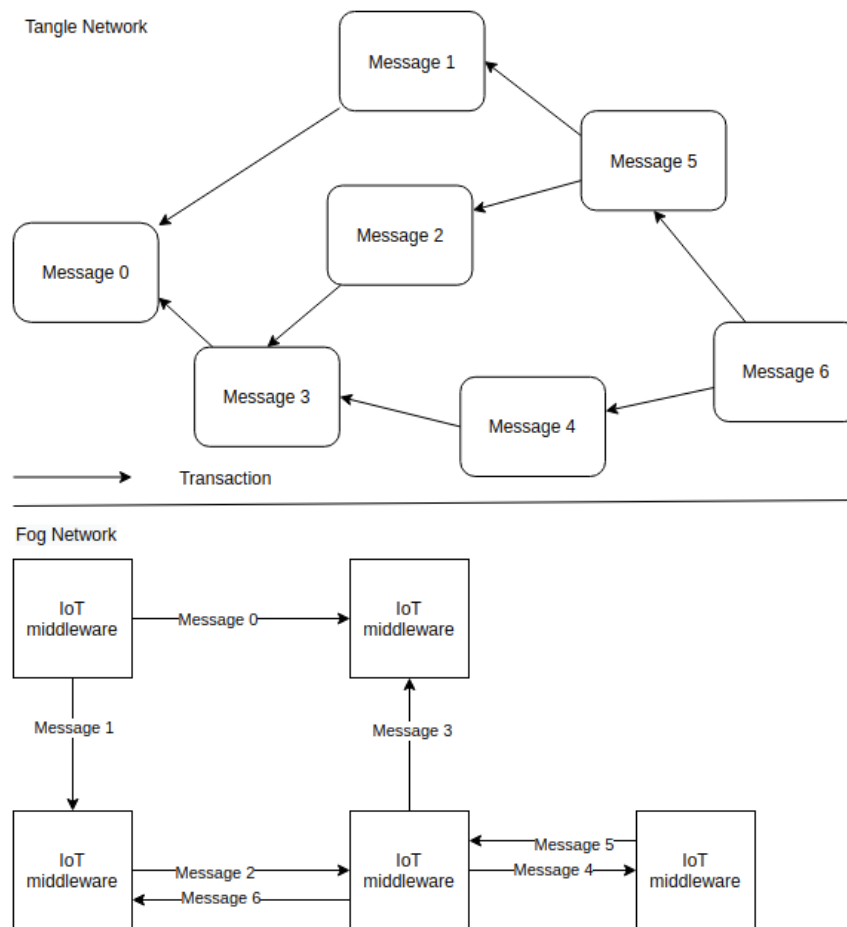 Tangle Network
Message 1
Message 5
Message 2
Message 0
Message 6
Message 3
Message 4
Transaction
Fog Network
IoT
middleware
Message 0
IoT
middleware
Message 1
Message 3
IoT
middleware
Message 2
Message 6
IoT
middleware
Message 5
Message 4
IoT
middleware